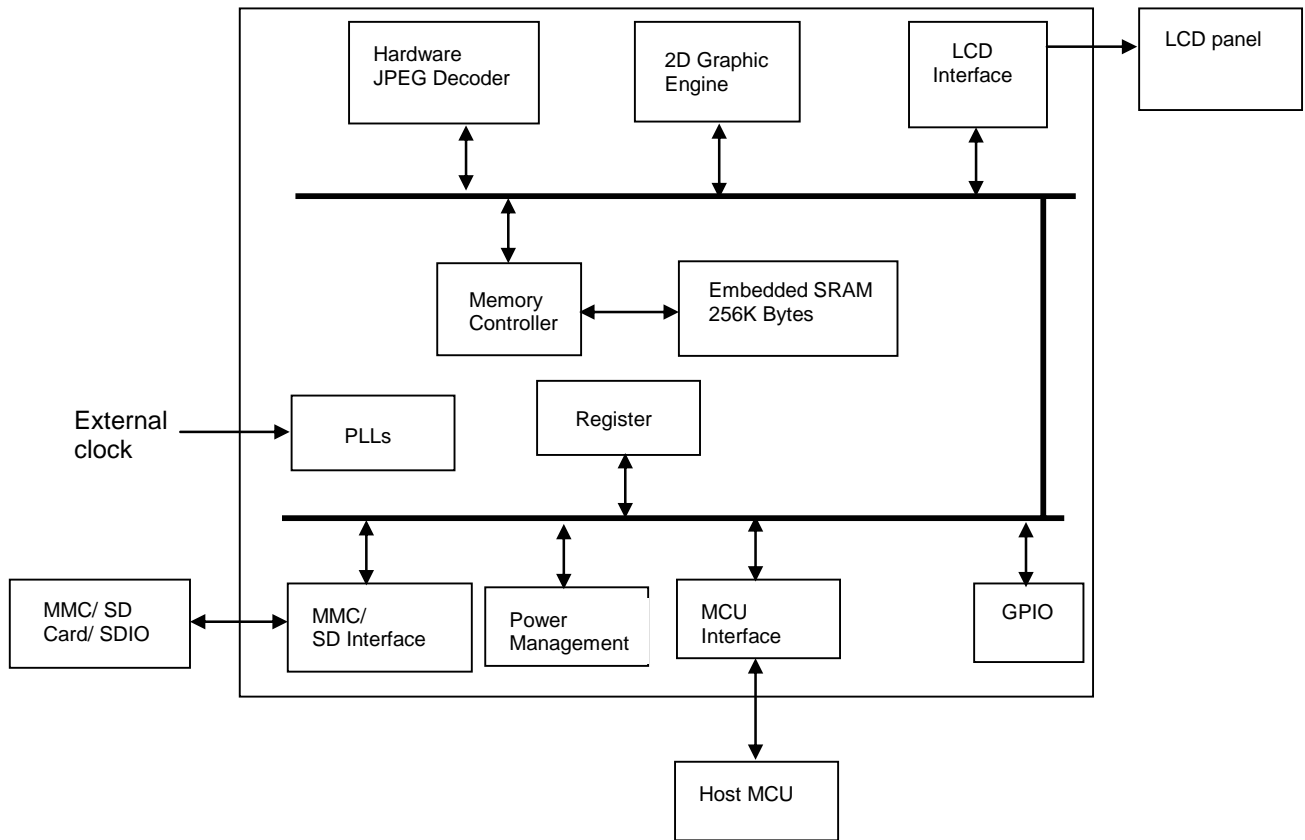 Hardware
JPEG Decoder
2D Graphic
Engine
LCD
Interface
LCD panel
Memory
Controller
Embedded SRAM
256K Bytes
External
clock
PLLs
Register
MMC/ SD
Card/ SDIO
MMC/
SD Interface
Power
Management
MCU
Interface
GPIO
Host MCU